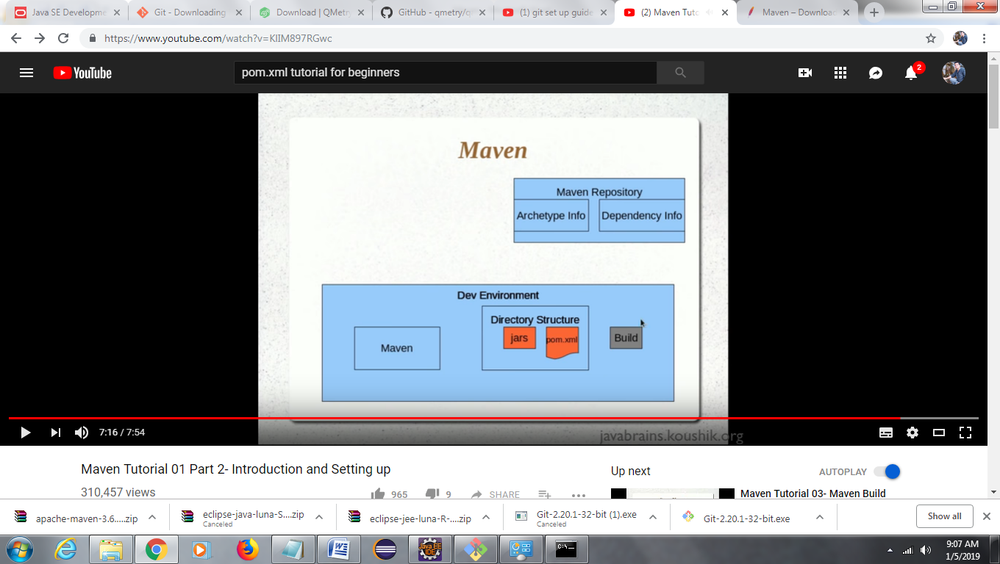 Java SE Developme
Git - Downloading
Download | QMetry
GitHub - qmetry/q
(1) git set up guide
(2) Maven Tuto
Maven – Downloa
https://www.youtube.com/watch?v=KlIM897RGwc
YouTube
pom.xml tutorial for beginners
2
Maven
Maven Repository
Archetype Info
Dependency Info
Dev Environment
Directory Structure
Maven
jars
pom.xml
Build
7:16 / 7:54
javabrains.koushik.org
Maven Tutorial 01 Part 2- Introduction and Setting up
Up next
AUTOPLAY
310,457 views
965
9
SHARE
Maven Tutorial 03- Maven Build
apache-maven-3.6.....zip
eclipse-java-luna-S....zip
Canceled
eclipse-jee-luna-R-....zip
Git-2.20.1-32-bit (1).exe
Canceled
Git-2.20.1-32-bit.exe
Show all
Java EE
IDE
C:\_
9:07 AM
1/5/2019